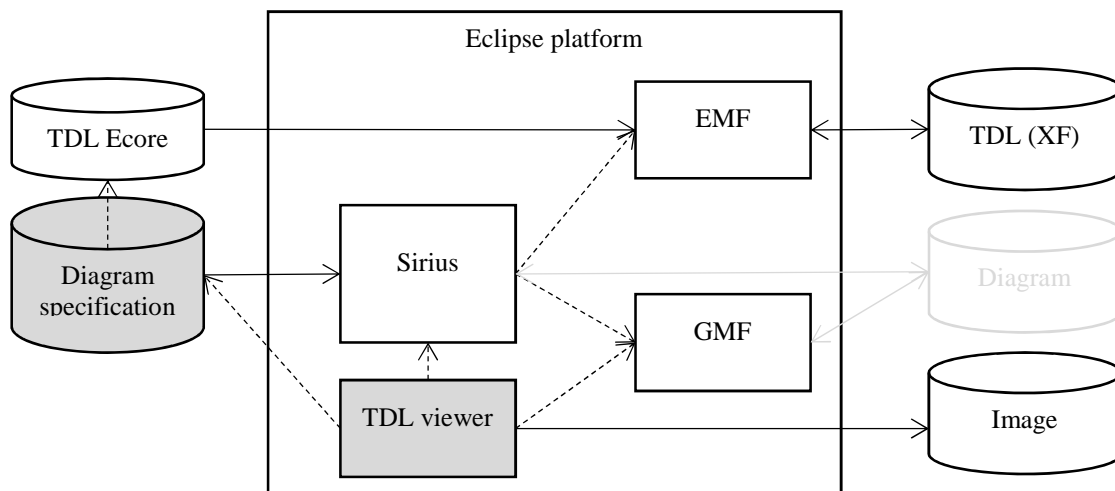 Eclipse platform
TDL Ecore
EMF
TDL (XF)
Diagram
specification
Sirius
Diagram
GMF
TDL viewer
Image